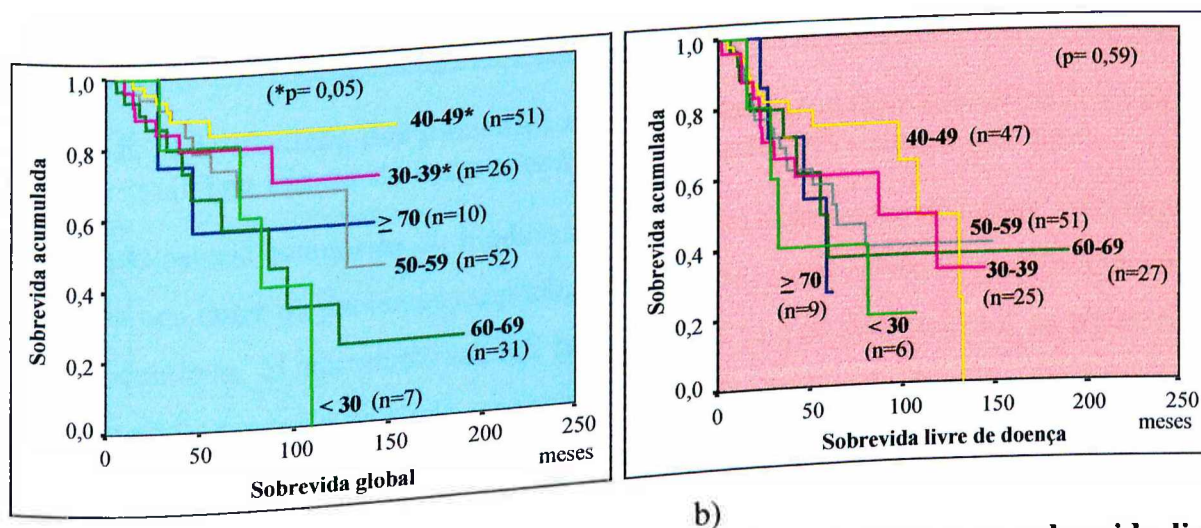 Sobrevida acumulada
1,0
0,8
0,6
0,4
0,2
0,0
(*p= 0,05)
40-49* (n=51)
30-39* (n=26)
≥ 70 (n=10)
50-59 (n=52)
60-69
(n=31)
< 30 (n=7)
0
50
100
150
200
250
meses
Sobrevida global
Sobrevida acumulada
1,0
0,8
0,6
0,4
0,2
0,0
(p= 0,59)
40-49 (n=47)
50-59 (n=51)
60-69
(n=27)
30-39
(n=25)
≥ 70
(n=9)
< 30
(n=6)
0
50
100
150
200
250
meses
Sobrevida livre de doença
b)